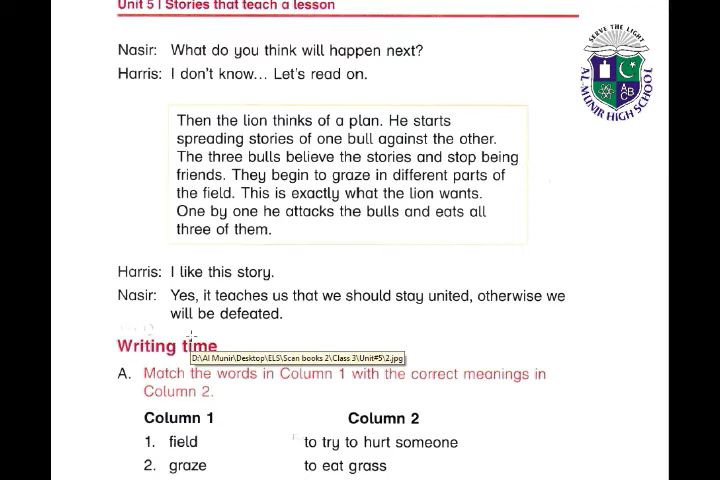 Unit 5 | Stories that teach a lesson
SERVE THE LIGHT
AL-MUNIR HIGH SCHOOL
A
B C
Nasir: What do you think will happen next?
Harris: I don't know... Let's read on.
Then the lion thinks of a plan. He starts
spreading stories of one bull against the other.
The three bulls believe the stories and stop being
friends. They begin to graze in different parts of
the field. This is exactly what the lion wants.
One by one he attacks the bulls and eats all
three of them.
Harris: I like this story.
Nasir: Yes, it teaches us that we should stay united, otherwise we
will be defeated.
Writing time
D:\Al Munir\Desktop\ELS\Scan books 2\Class 3\Unit#5\2.jpg
A. Match the words in Column 1 with the correct meanings in
Column 2.
Column 1 Column 2
1. field to try to hurt someone
2. graze to eat grass